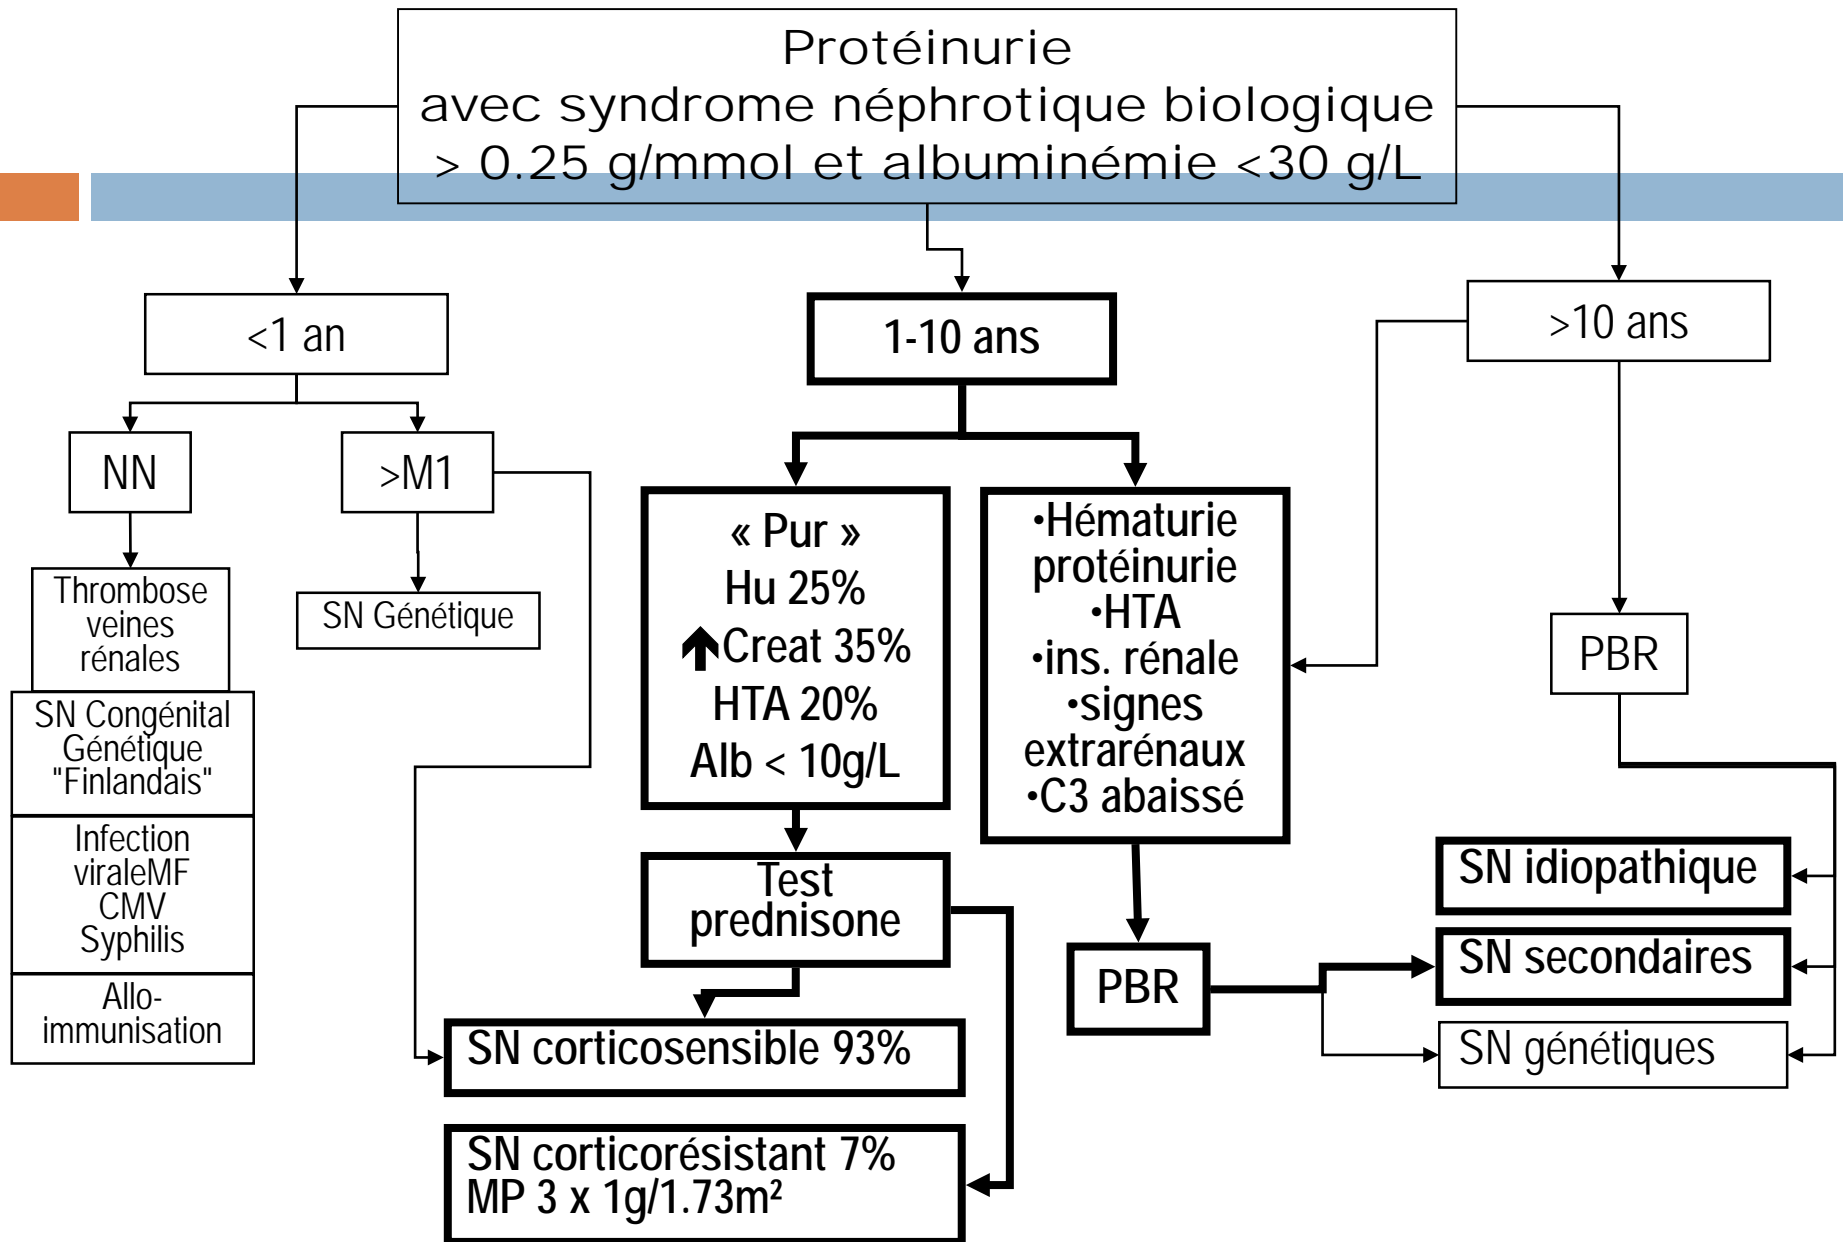 Protéinurie
avec syndrome néphrotique biologique
> 0.25 g/mmol et albuminémie <30 g/L
<1 an
1-10 ans
>10 ans
NN
>M1
Thrombose
veines
rénales
SN Congénital
Génétique
"Finlandais"
Infection
viraleMF
CMV
Syphilis
Allo-
immunisation
SN Génétique
« Pur »
Hu 25%
🡅Creat 35%
HTA 20%
Alb < 10g/L
•Hématurie
protéinurie
•HTA
•ins. rénale
•signes
extrarénaux
•C3 abaissé
PBR
Test
prednisone
PBR
SN corticosensible 93%
SN corticorésistant 7%
MP 3 x 1g/1.73m²
SN idiopathique
SN secondaires
SN génétiques